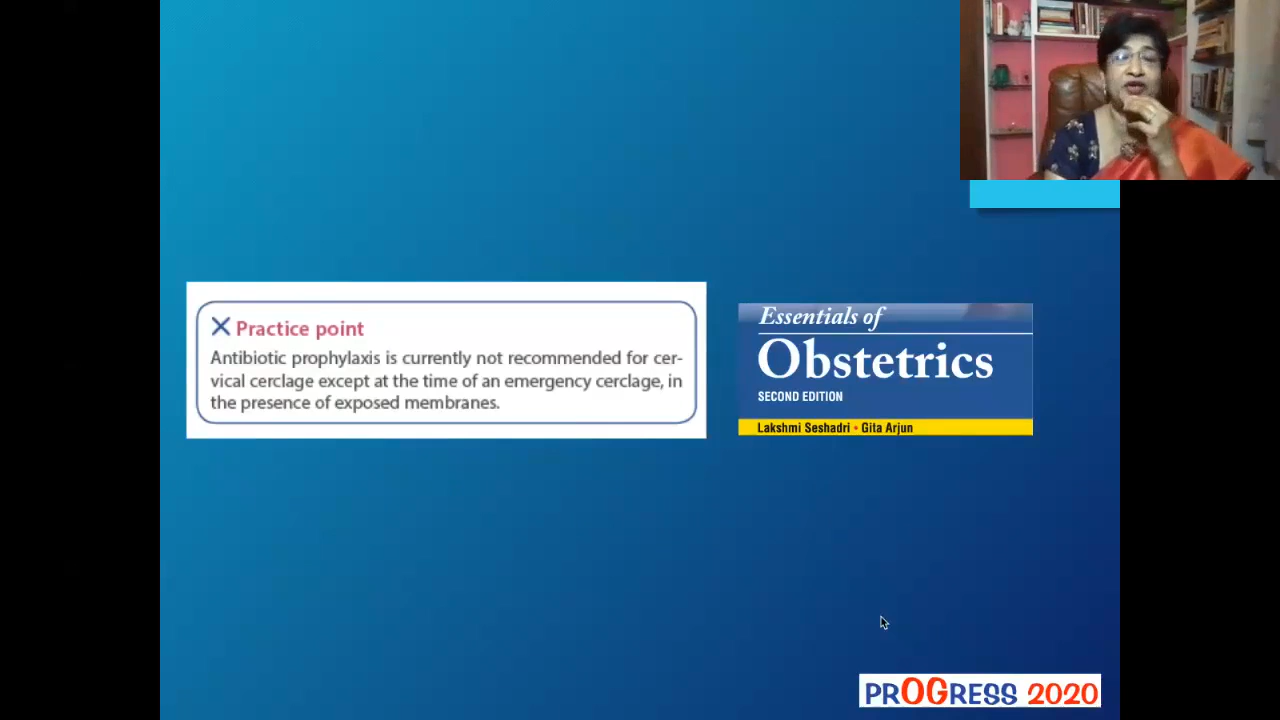 Practice point
Antibiotic prophylaxis is currently not recommended for cer-
vical cerclage except at the time of an emergency cerclage, in
the presence of exposed membranes.
Essentials of
Obstetrics
SECOND EDITION
Lakshmi Seshadri • Gita Arjun
PROGRESS 2020